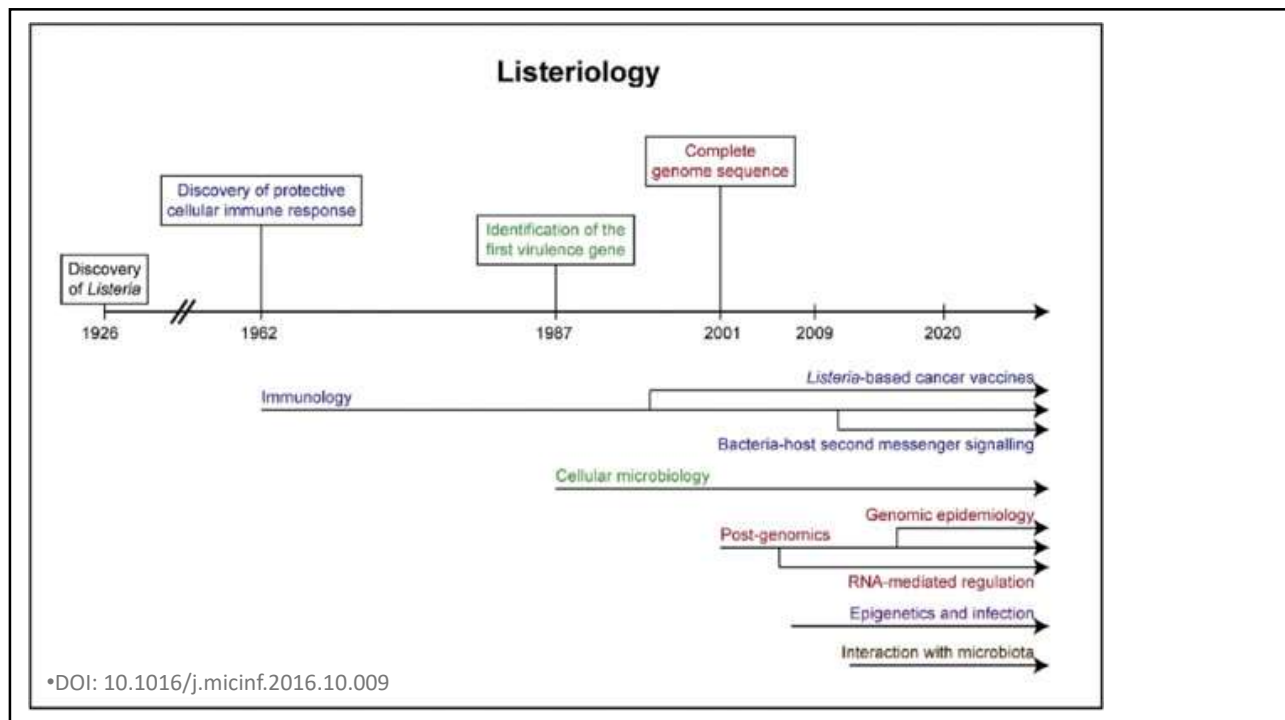 Listeriology
Complete
genome sequence
Discovery of protective
cellular immune response
Identification of the
first virulence gene
Discovery
of Listeria
1926
1962
1987
2001
2009
2020
Listeria-based cancer vaccines
Immunology
Bacteria-host second messenger signalling
Cellular microbiology
Genomic epidemiology
Post-genomics
RNA-mediated regulation
Epigenetics and infection
Interaction with microbiota
•DOI: 10.1016/j.micinf.2016.10.009